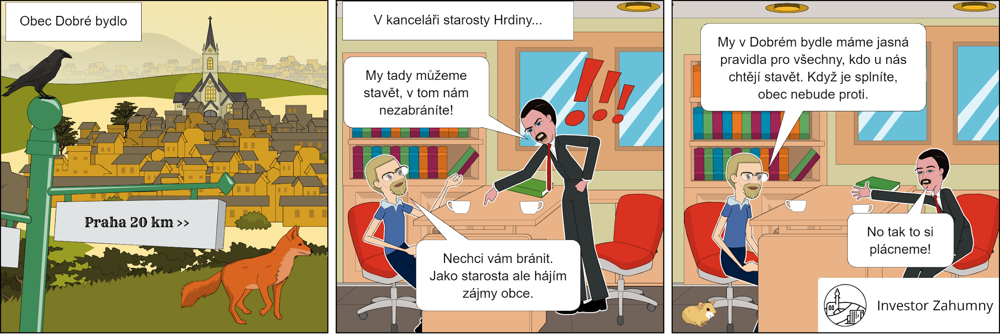 Obec Dobré bydlo
Praha 20 km >>
V kanceláři starosty Hrdiny...
My tady můžeme
stavět, v tom nám
nezabráníte!
Nechci vám bránit.
Jako starosta ale hájím
zájmy obce.
My v Dobrém bydle máme jasná
pravidla pro všechny, kdo u nás
chtějí stavět. Když je splníte,
obec nebude proti.
No tak to si
plácneme!
Investor Zahumny